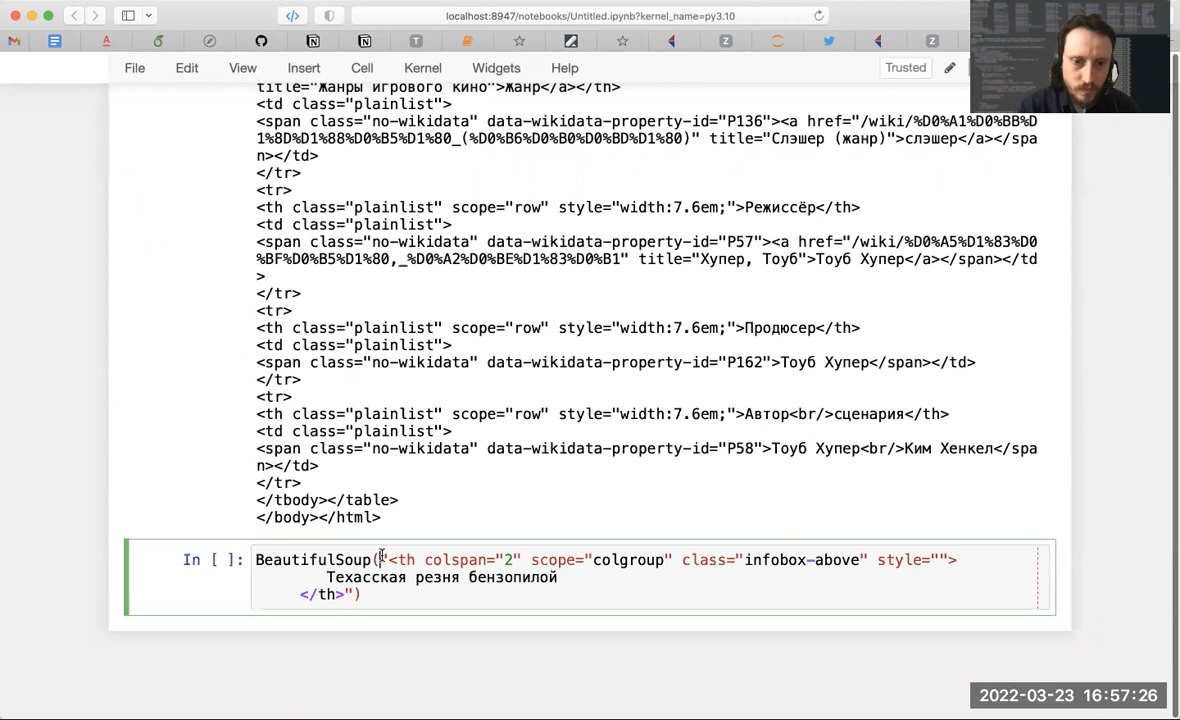 localhost:8947/notebooks/Untitled.ipynb?kernel_name=py3.10
File Edit View Insert Cell Kernel Widgets Help Trusted
title="Жанры игрового кино">Жанр</a></th>
<td class="plainlist">
<span class="no-wikidata" data-wikidata-property-id="P136"><a href="/wiki/%D0%A1%D0%BB%D
1%8D%D1%88%D0%B5%D1%80_(%D0%B6%D0%B0%D0%BD%D1%80)" title="Слэшер (жанр)">слэшер</a></spa
n></td>
</tr>
<tr>
<th class="plainlist" scope="row" style="width:7.6em;">Режиссёр</th>
<td class="plainlist">
<span class="no-wikidata" data-wikidata-property-id="P57"><a href="/wiki/%D0%A5%D1%83%D0
%BF%D0%B5%D1%80,_%D0%A2%D0%BE%D1%83%D0%B1" title="Хупер, Тоуб">Тоуб Хупер</a></span></td
>
</tr>
<tr>
<th class="plainlist" scope="row" style="width:7.6em;">Продюсер</th>
<td class="plainlist">
<span class="no-wikidata" data-wikidata-property-id="P162">Тоуб Хупер</span></td>
</tr>
<tr>
<th class="plainlist" scope="row" style="width:7.6em;">Автор<br/>сценария</th>
<td class="plainlist">
<span class="no-wikidata" data-wikidata-property-id="P58">Тоуб Хупер<br/>Ким Хенкел</spa
n></td>
</tr>
</tbody></table>
</body></html>
In [ ]: BeautifulSoup("<th colspan="2" scope="colgroup" class="infobox-above" style="">
Техасская резня бензопилой
</th>")
2022-03-23 16:57:26